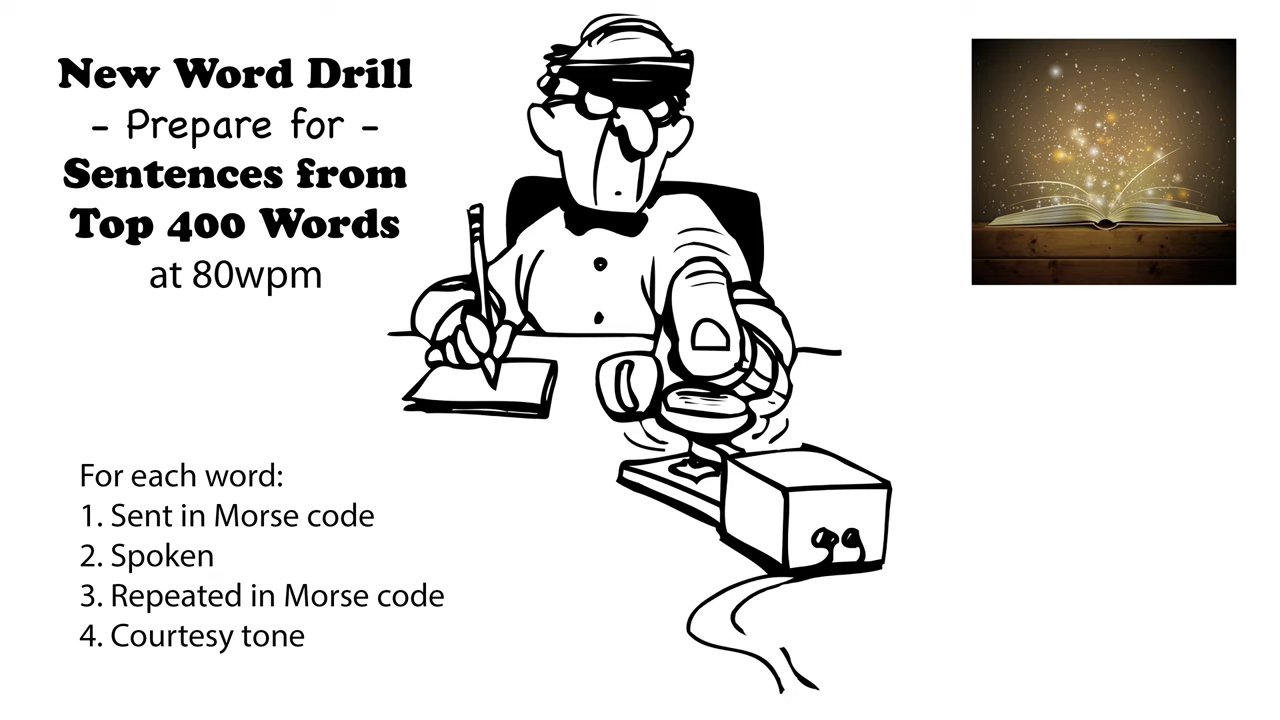 New Word Drill
- Prepare for -
Sentences from
Top 400 Words
at 80wpm
For each word:
1. Sent in Morse code
2. Spoken
3. Repeated in Morse code
4. Courtesy tone